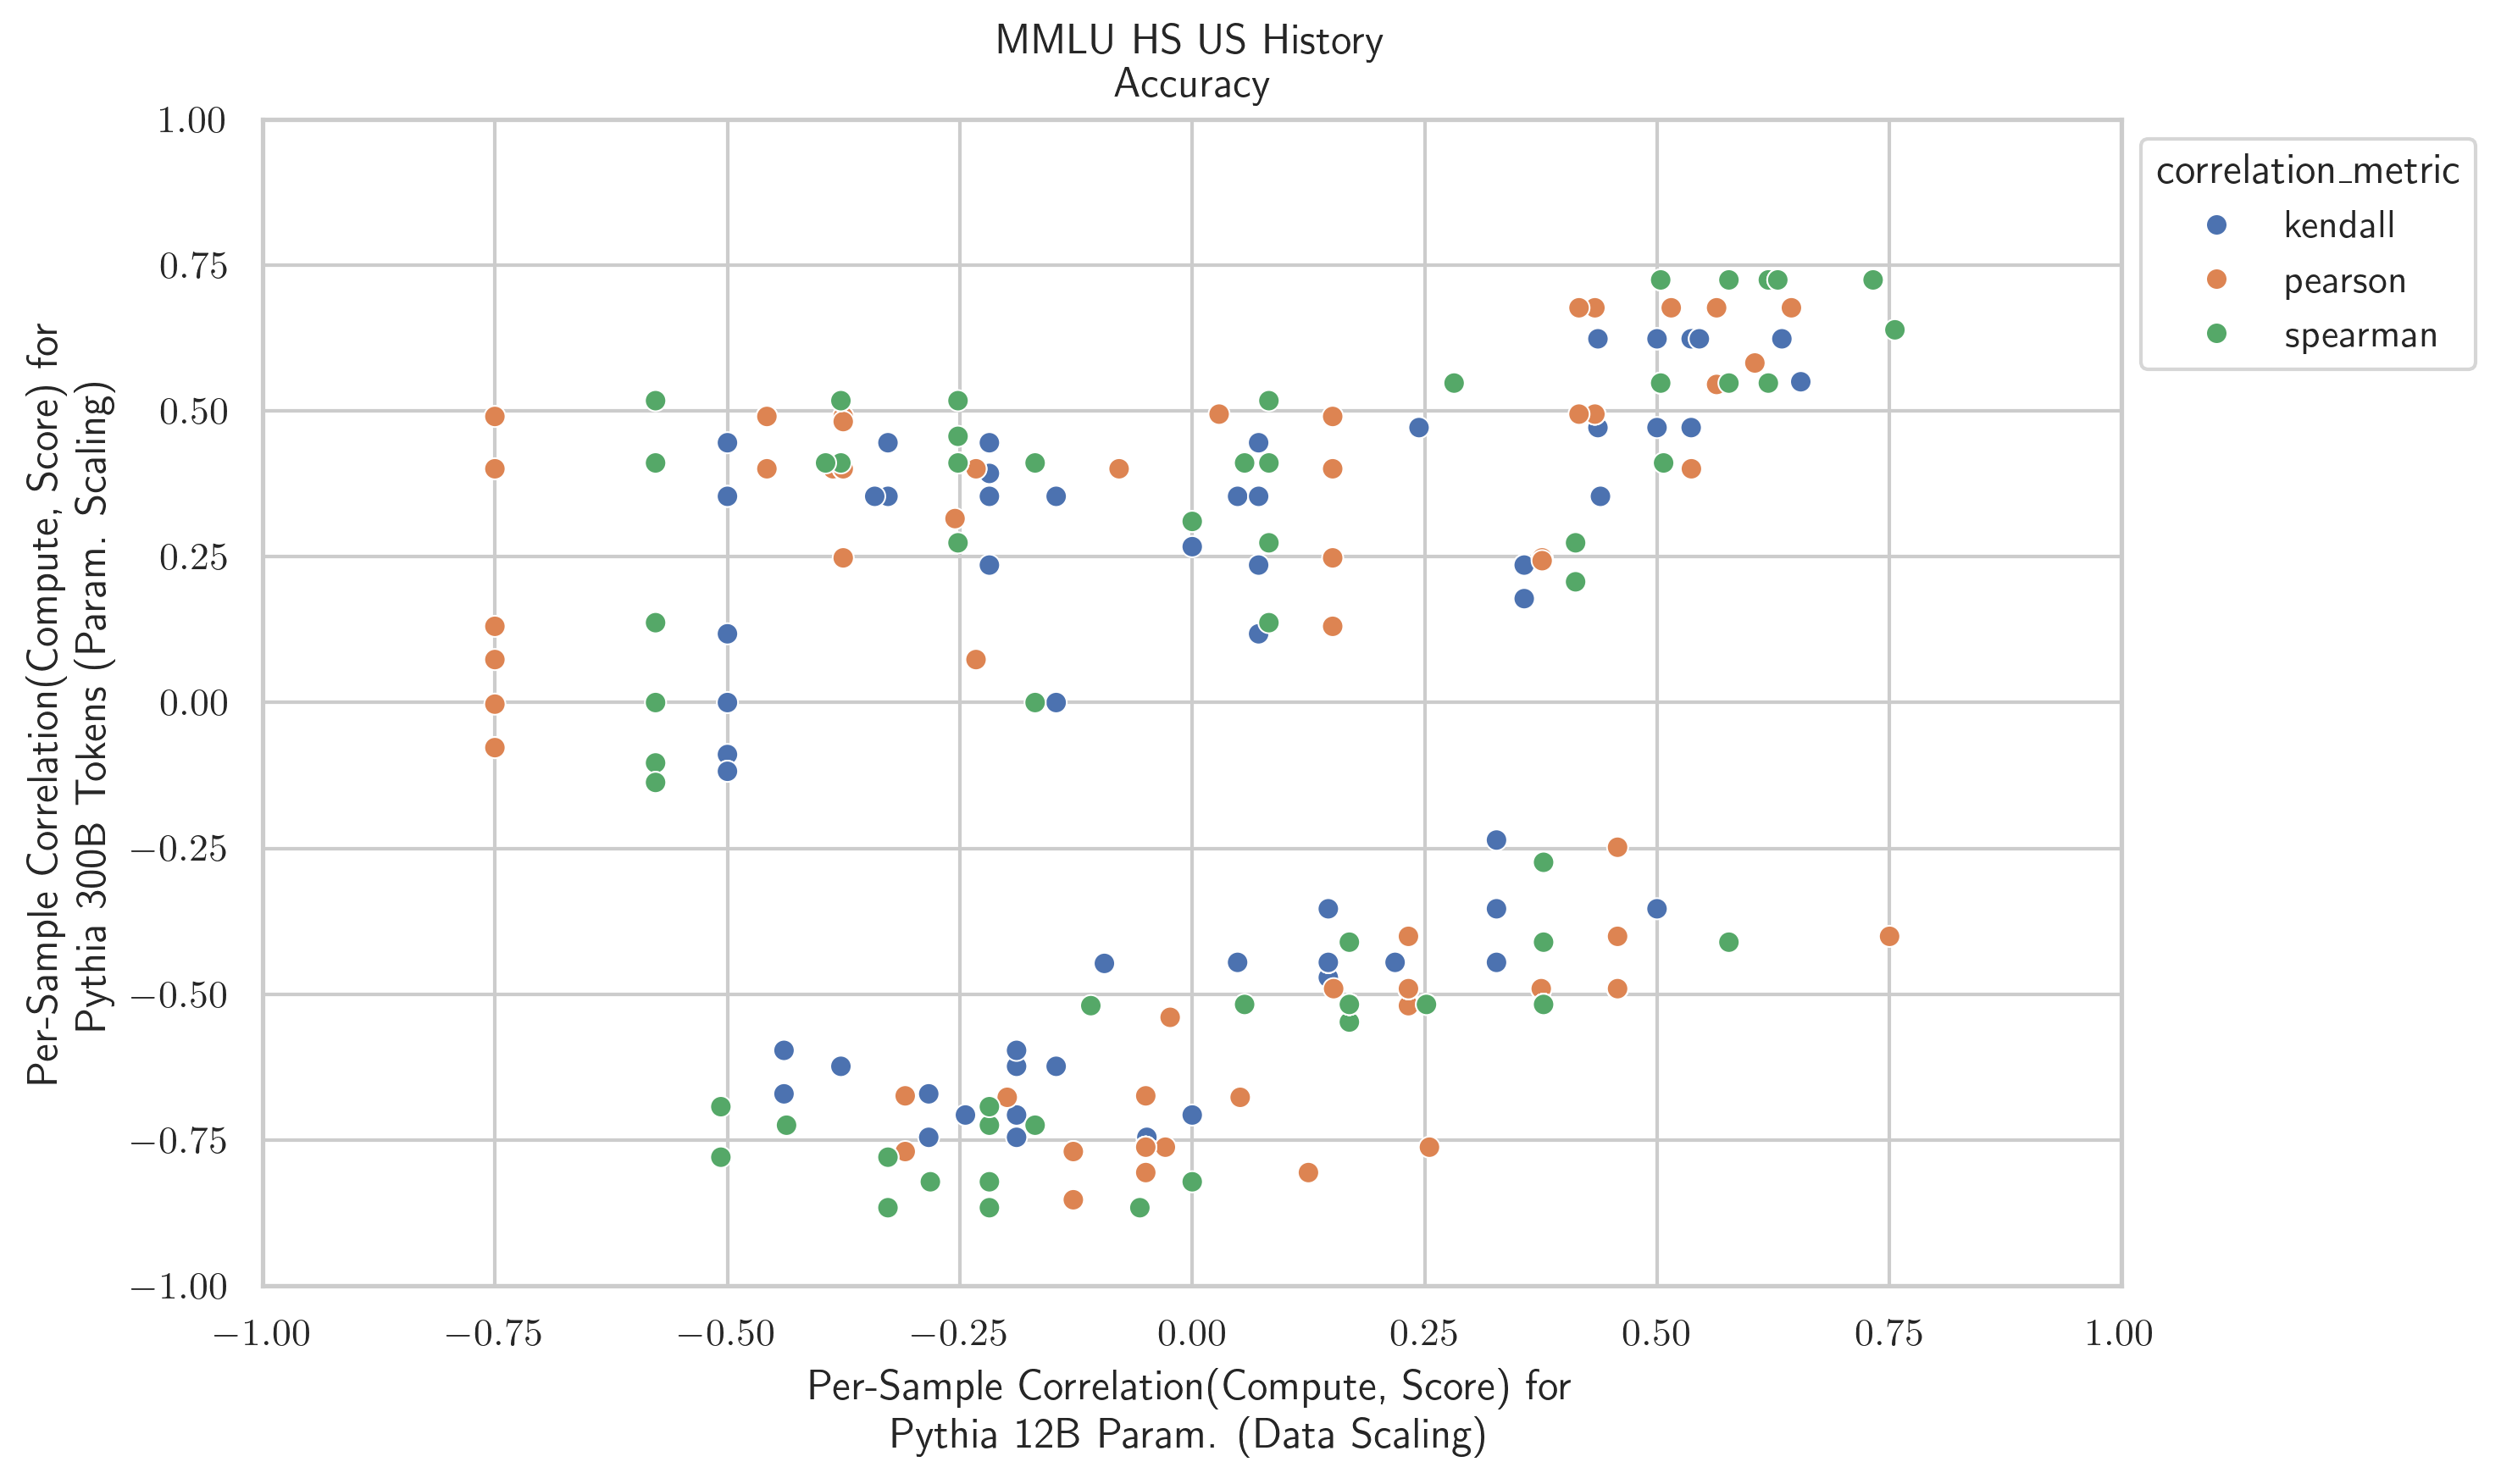 MMLU HS US History
Accuracy
1.00
0.75
0.50
0.25
0.00
−0.25
−0.50
−0.75
−1.00
Per-Sample Correlation(Compute, Score) for
Pythia 300B Tokens (Param. Scaling)
−1.00
−0.75
−0.50
−0.25
0.00
0.25
0.50
0.75
1.00
Per-Sample Correlation(Compute, Score) for
Pythia 12B Param. (Data Scaling)
correlation_metric
kendall
pearson
spearman